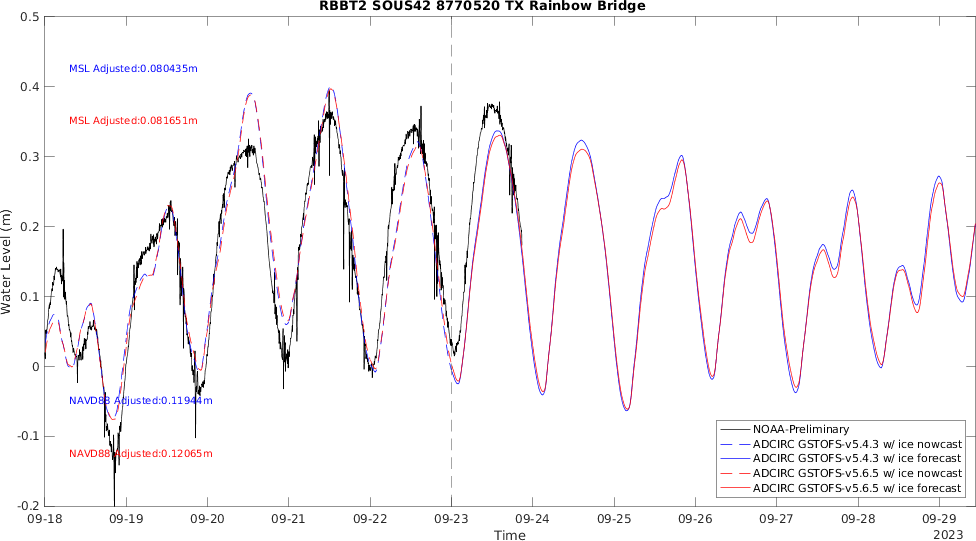 RBBT2 SOUS42 8770520 TX Rainbow Bridge
0.5
0.4
0.3
0.2
0.1
0
-0.1
-0.2
Water Level (m)
MSL Adjusted:0.080435m
MSL Adjusted:0.081651m
NAVD88 Adjusted:0.11944m
NAVD88 Adjusted:0.12065m
NOAA-Preliminary
ADCIRC GSTOFS-v5.4.3 w/ ice nowcast
ADCIRC GSTOFS-v5.4.3 w/ ice forecast
ADCIRC GSTOFS-v5.6.5 w/ ice nowcast
ADCIRC GSTOFS-v5.6.5 w/ ice forecast
09-18 09-19 09-20 09-21 09-22 09-23 09-24 09-25 09-26 09-27 09-28 09-29
Time
2023